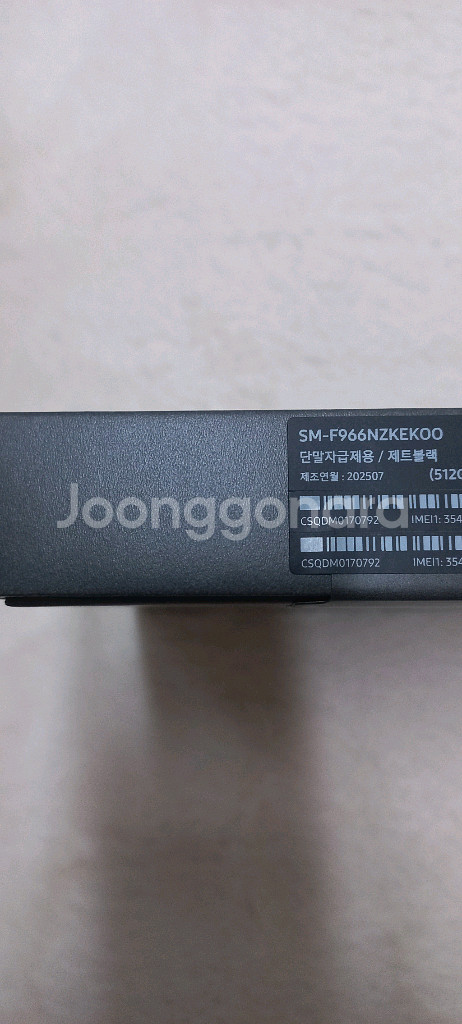 SM-F966NZKEKOO
단말자급제용 / 제트블랙
제조연월 : 202507 (512G
Joonggonara
CSQDM0170792 IMEI1: 354
CSQDM0170792 IMEI1: 354